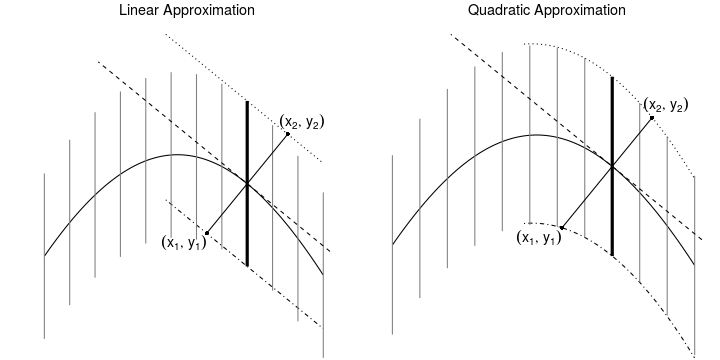 Linear Approximation
(x₂, y₂)
(x₁, y₁)
Quadratic Approximation
(x₂, y₂)
(x₁, y₁)